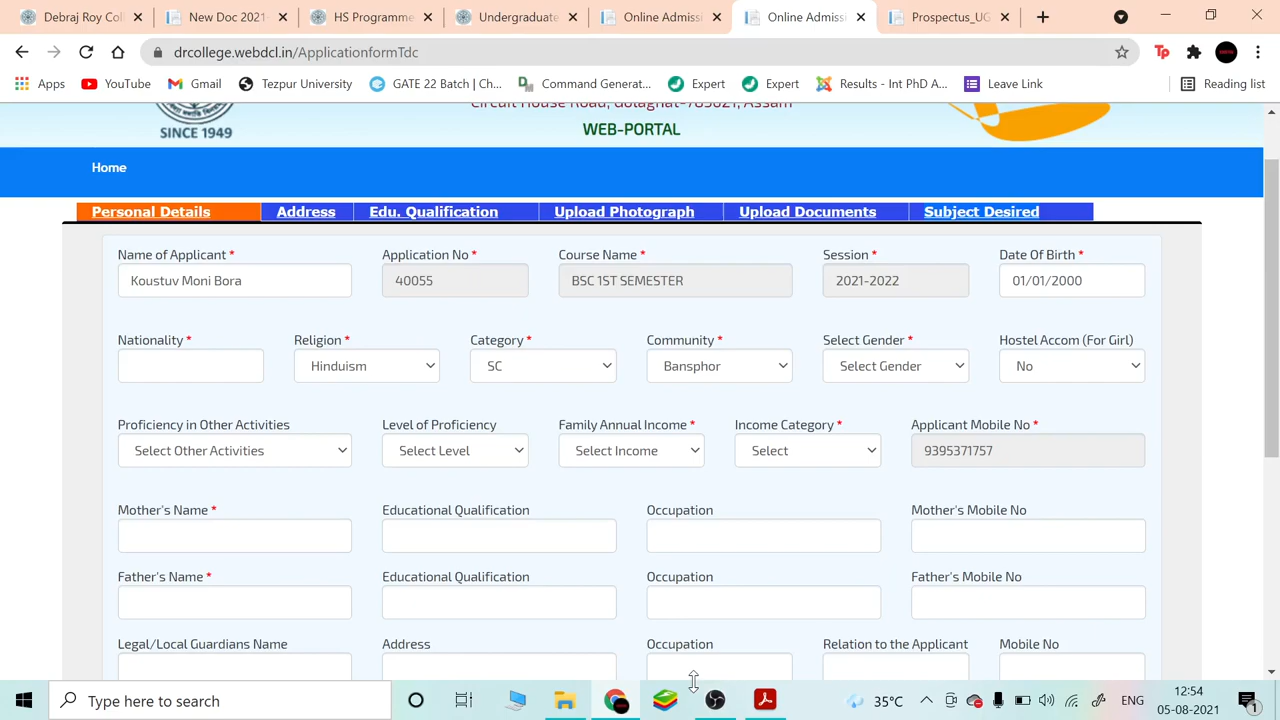 Debraj Roy Coll
New Doc 2021
HS Programme
Undergraduate
Online Admissi
Online Admissi
Prospectus_UG
drcollege.webdcl.in/ApplicationformTdc
Apps
YouTube
Gmail
Tezpur University
GATE 22 Batch | Ch...
Command Generat...
Expert
Expert
Results - Int PhD A...
Leave Link
Reading list
SINCE 1949
Circuit House Road, Golaghat-785621, Assam
WEB-PORTAL
Home
Personal Details
Address
Edu. Qualification
Upload Photograph
Upload Documents
Subject Desired
Name of Applicant *
Application No *
Course Name *
Session *
Date Of Birth *
Koustuv Moni Bora
40055
BSC 1ST SEMESTER
2021-2022
01/01/2000
Nationality *
Religion *
Category *
Community *
Select Gender *
Hostel Accom (For Girl)
Hinduism
SC
Bansphor
Select Gender
No
Proficiency in Other Activities
Level of Proficiency
Family Annual Income *
Income Category *
Applicant Mobile No *
Select Other Activities
Select Level
Select Income
Select
9395371757
Mother's Name *
Educational Qualification
Occupation
Mother's Mobile No
Father's Name *
Educational Qualification
Occupation
Father's Mobile No
Legal/Local Guardians Name
Address
Occupation
Relation to the Applicant
Mobile No
Type here to search
35°C
ENG
12:54
05-08-2021
1